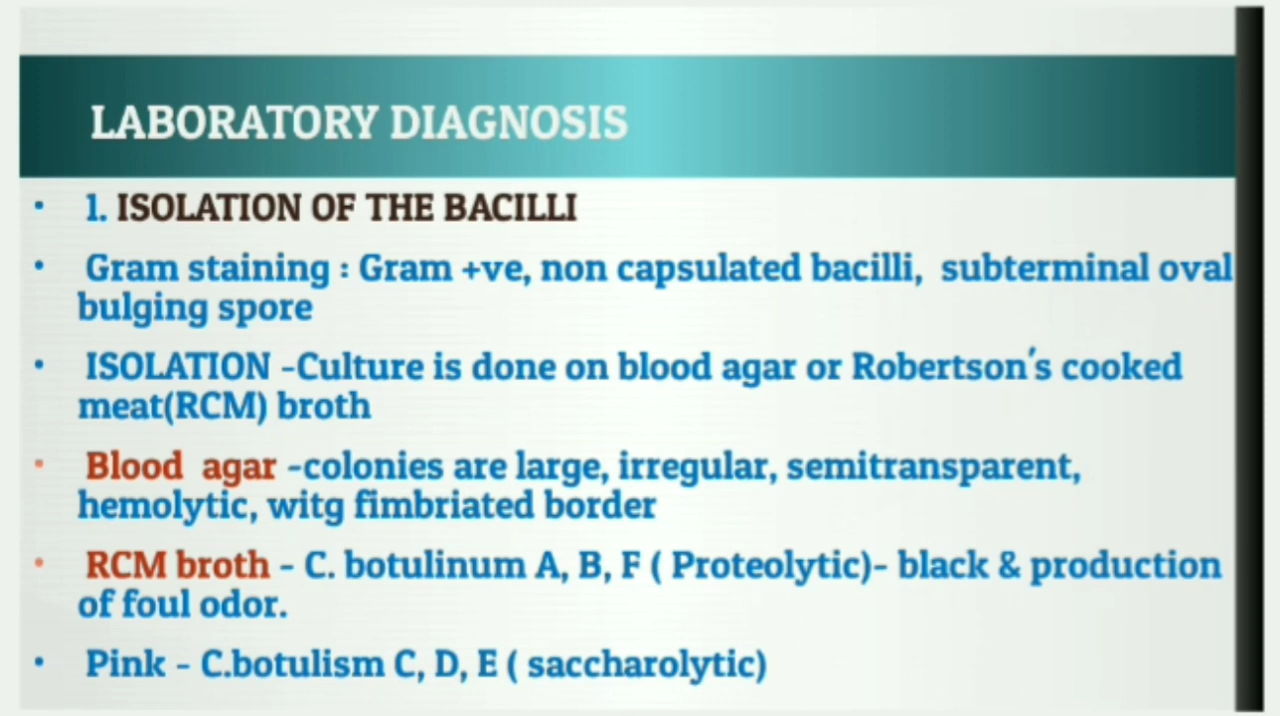 LABORATORY DIAGNOSIS
• 1. ISOLATION OF THE BACILLI
• Gram staining : Gram +ve, non capsulated bacilli, subterminal oval
bulging spore
• ISOLATION -Culture is done on blood agar or Robertson's cooked
meat(RCM) broth
• Blood agar -colonies are large, irregular, semitransparent,
hemolytic, witg fimbriated border
• RCM broth - C. botulinum A, B, F ( Proteolytic)- black & production
of foul odor.
• Pink - C.botulism C, D, E ( saccharolytic)